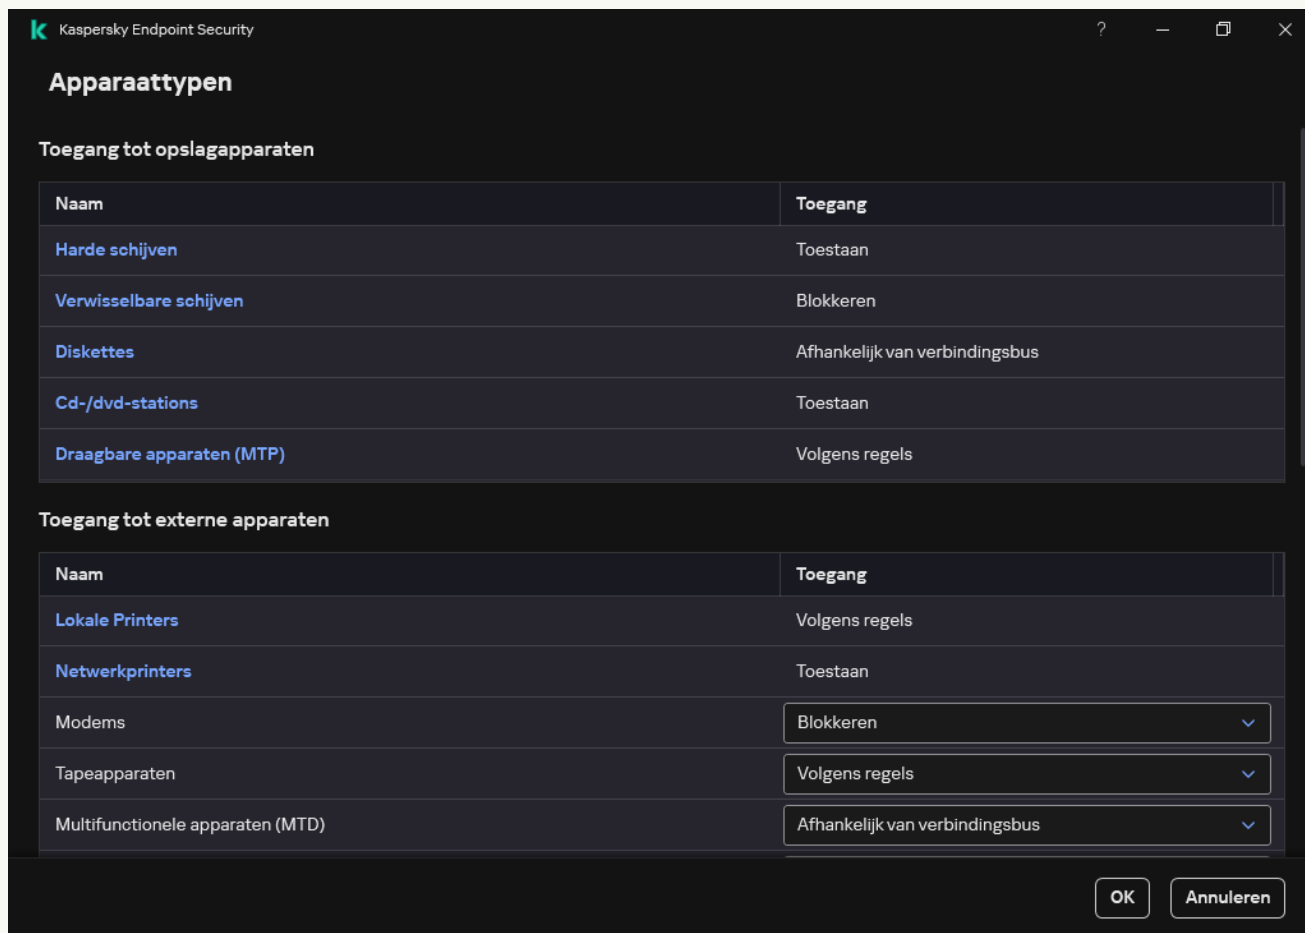 Kaspersky Endpoint Security
Apparaattypen
Toegang tot opslagapparaten
Naam Toegang
Harde schijven Toestaan
Verwisselbare schijven Blokkeren
Diskettes Afhankelijk van verbindingsbus
Cd-/dvd-stations Toestaan
Draagbare apparaten (MTP) Volgens regels
Toegang tot externe apparaten
Naam Toegang
Lokale Printers Volgens regels
Netwerkprinters Toestaan
Modems Blokkeren
Tapeapparaten Volgens regels
Multifunctionele apparaten (MTD) Afhankelijk van verbindingsbus
OK Annuleren